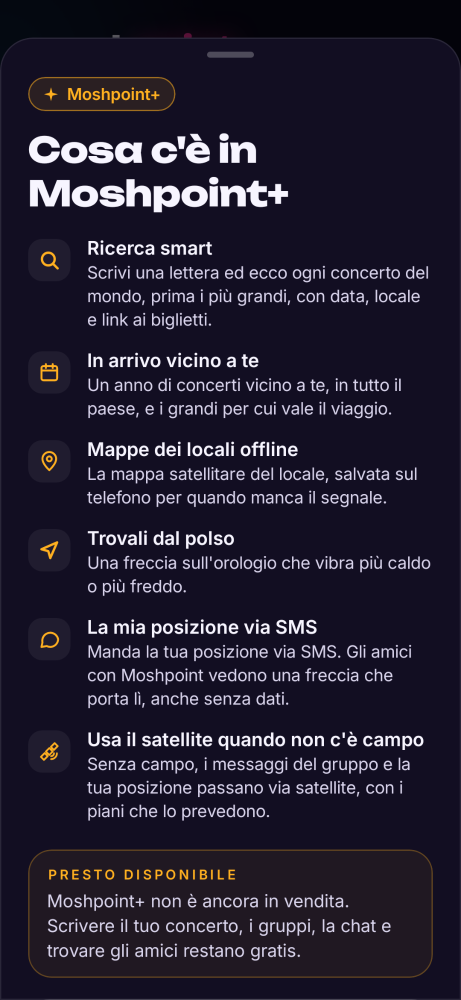 Moshpoint+
Cosa c'è in
Moshpoint+
Ricerca smart
Scrivi una lettera ed ecco ogni concerto del
mondo, prima i più grandi, con data, locale
e link ai biglietti.
In arrivo vicino a te
Un anno di concerti vicino a te, in tutto il
paese, e i grandi per cui vale il viaggio.
Mappe dei locali offline
La mappa satellitare del locale, salvata sul
telefono per quando manca il segnale.
Trovali dal polso
Una freccia sull'orologio che vibra più caldo
o più freddo.
La mia posizione via SMS
Manda la tua posizione via SMS. Gli amici
con Moshpoint vedono una freccia che
porta lì, anche senza dati.
Usa il satellite quando non c'è campo
Senza campo, i messaggi del gruppo e la
tua posizione passano via satellite, con i
piani che lo prevedono.
PRESTO DISPONIBILE
Moshpoint+ non è ancora in vendita.
Scrivere il tuo concerto, i gruppi, la chat e
trovare gli amici restano gratis.